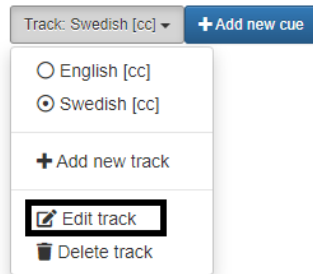 Track: Swedish [cc] Add new cue
English [cc]
Swedish [cc]
Add new track
Edit track
Delete track